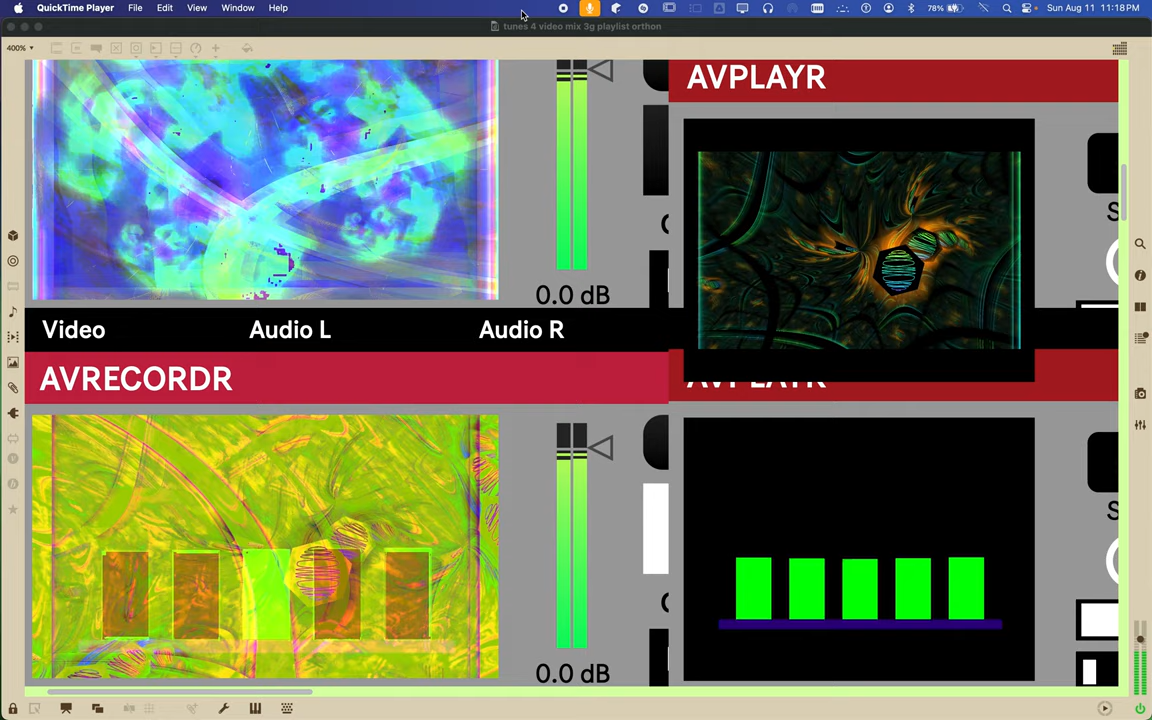 QuickTime Player File Edit View Window Help 78% Sun Aug 11 11:18 PM
tunes 4 video mix 3g playlist orthon
400%
AVPLAYR
0.0 dB
Video Audio L Audio R
AVRECORDR
AVPLAYR
0.0 dB